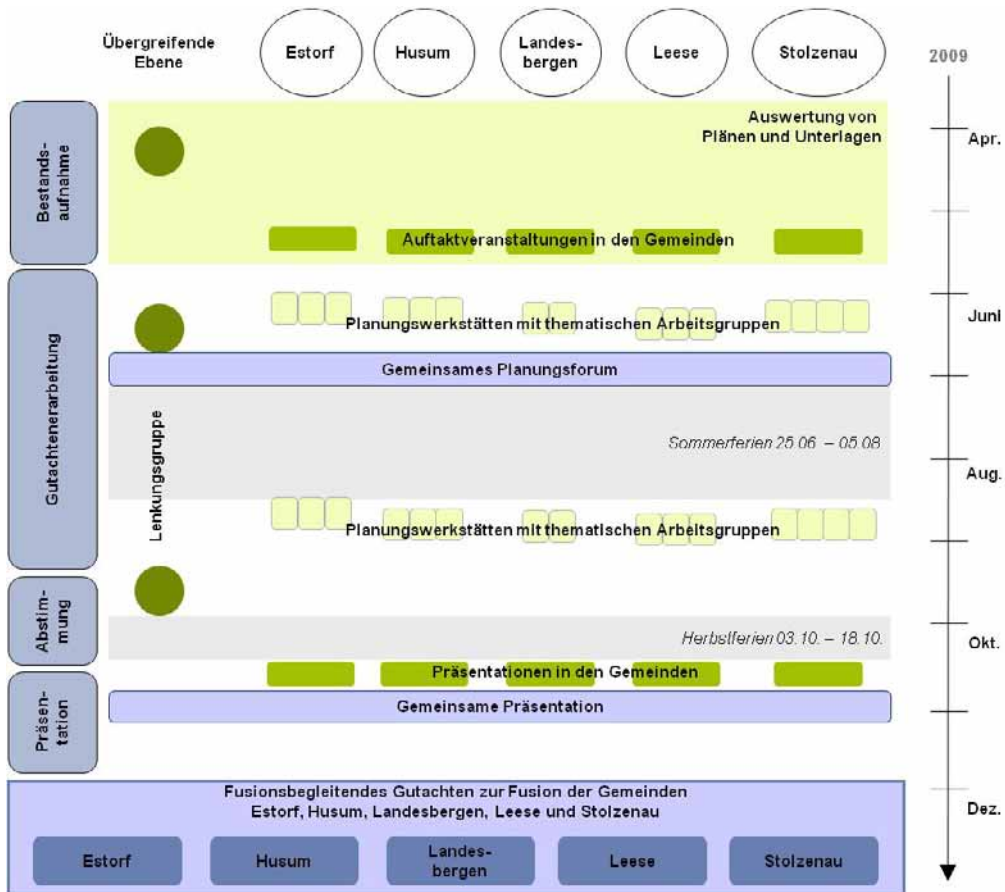 Übergreifende
Ebene
Estorf
Husum
Landes-
bergen
Leese
Stolzenau
2009
Bestands-
aufnahme
Auswertung von
Plänen und Unterlagen
Apr.
Auftaktveranstaltungen in den Gemeinden
Gutachtenerarbeitung
Juni
Planungswerkstätten mit thematischen Arbeitsgruppen
Gemeinsames Planungsforum
Lenkungsgruppe
Sommerferien 25.06. – 05.08.
Aug.
Planungswerkstätten mit thematischen Arbeitsgruppen
Abstim-
mung
Herbstferien 03.10. – 18.10.
Okt.
Präsentationen in den Gemeinden
Präsen-
tation
Gemeinsame Präsentation
Fusionsbegleitendes Gutachten zur Fusion der Gemeinden
Estorf, Husum, Landesbergen, Leese und Stolzenau
Dez.
Estorf
Husum
Landes-
bergen
Leese
Stolzenau